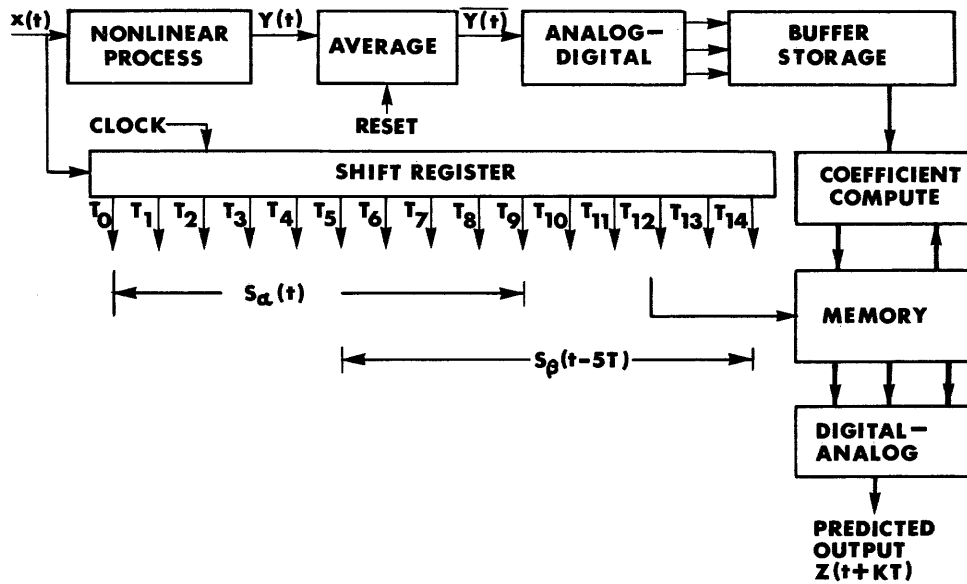 x(t)
NONLINEAR
PROCESS
Y(t)
AVERAGE
Y(t)
ANALOG-
DIGITAL
BUFFER
STORAGE
CLOCK
RESET
SHIFT REGISTER
COEFFICIENT
COMPUTE
T0 T1 T2 T3 T4 T5 T6 T7 T8 T9 T10 T11 T12 T13 T14
Sα(t)
MEMORY
Sβ(t-5T)
DIGITAL-
ANALOG
PREDICTED
OUTPUT
Z(t+KT)